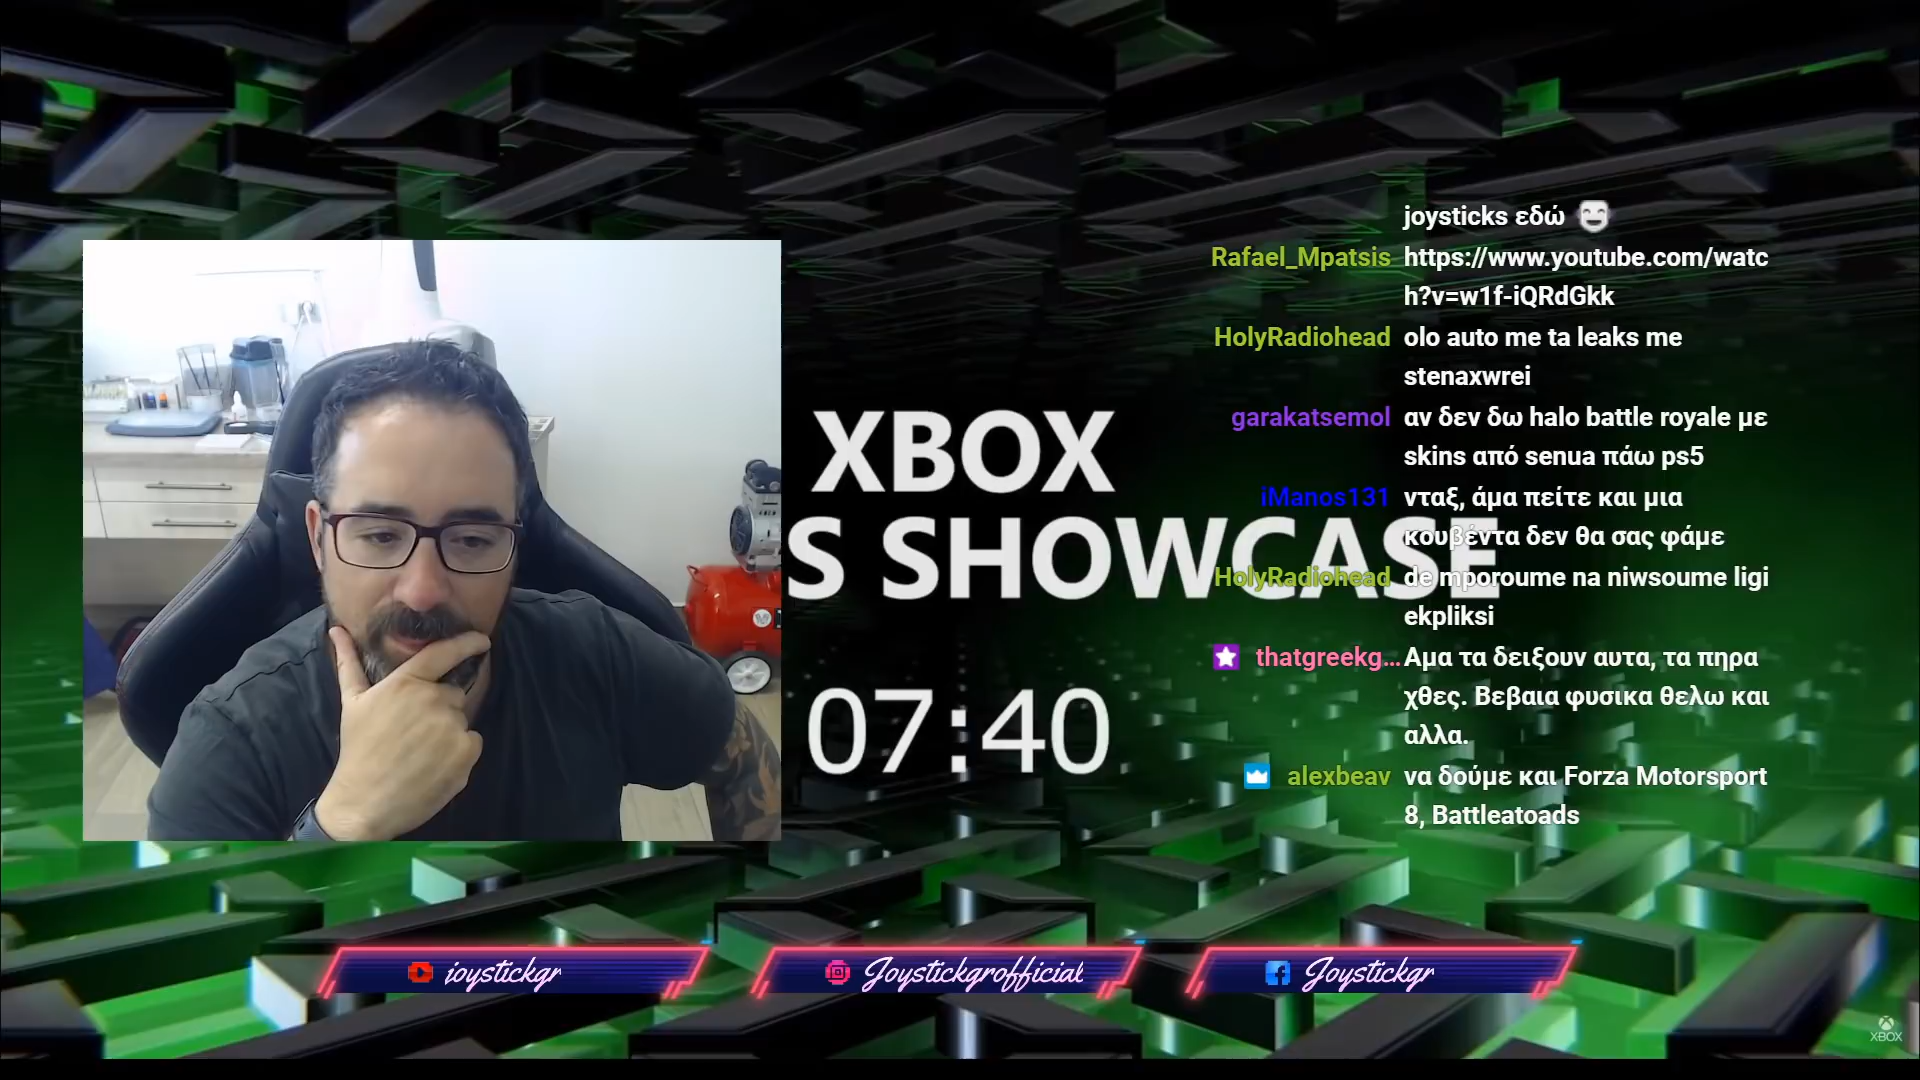 joysticks εδώ
Rafael_Mpatsis https://www.youtube.com/watc
h?v=w1f-iQRdGkk
HolyRadiohead olo auto me ta leaks me
stenaxwrei
garakatsemol αν δεν δω halo battle royale με
skins από senua πάω ps5
iManos131 νταξ, άμα πείτε και μια
κουβέντα δεν θα σας φάμε
HolyRadiohead de mporoume na niwsoume ligi
ekpliksi
thatgreekg... Αμα τα δειξουν αυτα, τα πηρα
χθες. Βεβαια φυσικα θελω και
αλλα.
alexbeav να δούμε και Forza Motorsport
8, Battleatoads
XBOX
S SHOWCASE
07:40
joystickgr
Joystickgrofficial
Joystickgr
XBOX